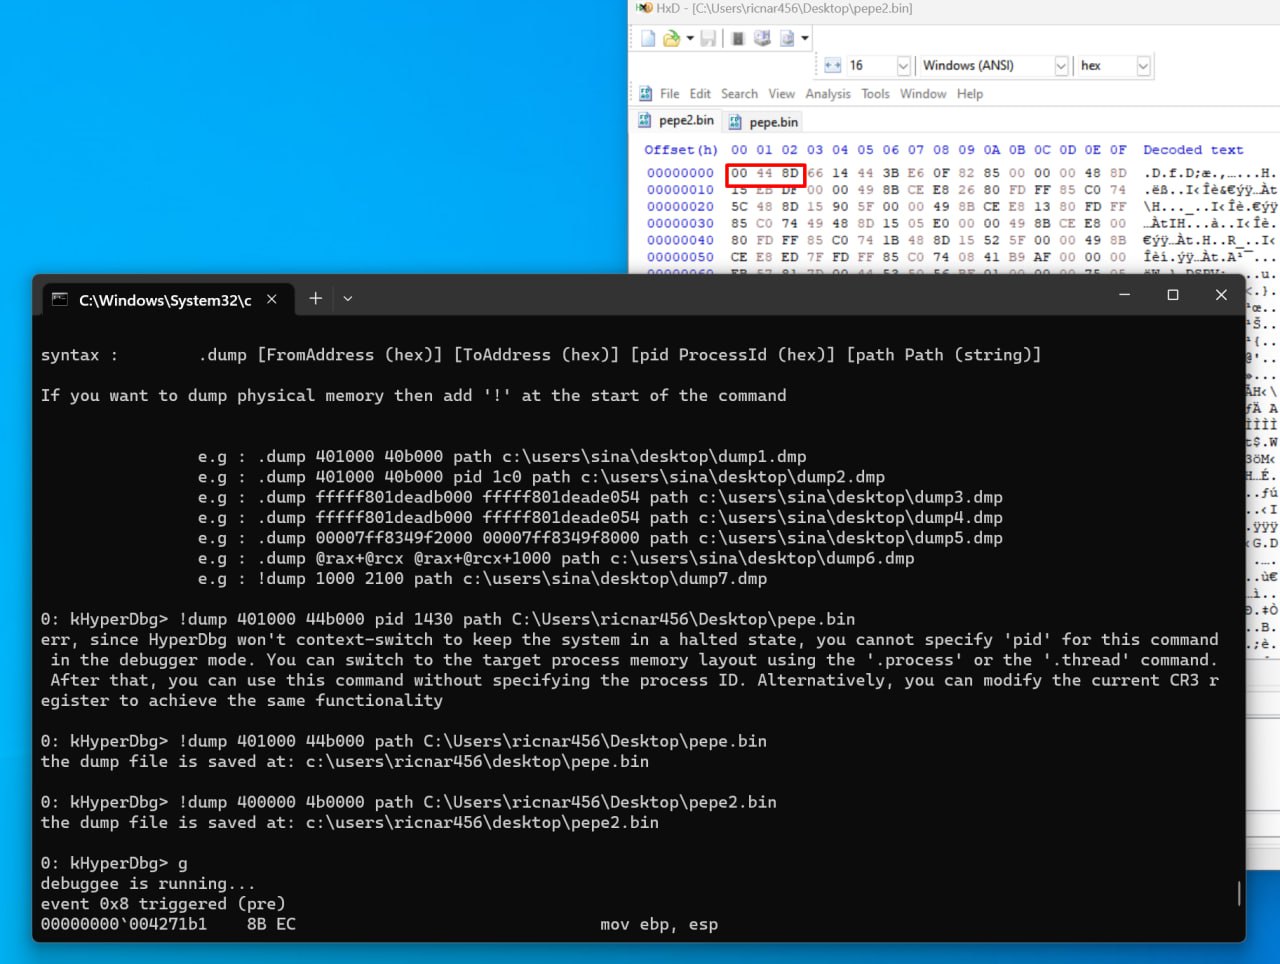 HxD - [C:\Users\ricnar456\Desktop\pepe2.bin]
16 Windows (ANSI) hex
File Edit Search View Analysis Tools Window Help
pepe2.bin pepe.bin
Offset(h) 00 01 02 03 04 05 06 07 08 09 0A 0B 0C 0D 0E 0F Decoded text
00000000 00 44 8D 66 14 44 3B E6 0F 82 85 00 00 00 48 8D .D.f.D;æ.‚…...H.
00000010 15 EB DF 00 00 49 8B CE E8 26 80 FD FF 85 C0 74 .ëß..I‹Îè&€ýÿ…Àt
00000020 5C 48 8D 15 90 5F 00 00 49 8B CE E8 13 80 FD FF \H..._..I‹Îè.€ýÿ
00000030 85 C0 74 49 48 8D 15 05 E0 00 00 49 8B CE E8 00 …ÀtIH...à..I‹Îè.
00000040 80 FD FF 85 C0 74 1B 48 8D 15 52 5F 00 00 49 8B €ýÿ…Àt.H..R_..I‹
00000050 CE E8 ED 7F FD FF 85 C0 74 08 41 B9 AF 00 00 00 Îèí.ýÿ…Àt.A¹¯...
C:\Windows\System32\c
syntax : .dump [FromAddress (hex)] [ToAddress (hex)] [pid ProcessId (hex)] [path Path (string)]
If you want to dump physical memory then add '!' at the start of the command
e.g : .dump 401000 40b000 path c:\users\sina\desktop\dump1.dmp
e.g : .dump 401000 40b000 pid 1c0 path c:\users\sina\desktop\dump2.dmp
e.g : .dump fffff801deadb000 fffff801deade054 path c:\users\sina\desktop\dump3.dmp
e.g : .dump fffff801deadb000 fffff801deade054 path c:\users\sina\desktop\dump4.dmp
e.g : .dump 00007ff8349f2000 00007ff8349f8000 path c:\users\sina\desktop\dump5.dmp
e.g : .dump @rax+@rcx @rax+@rcx+1000 path c:\users\sina\desktop\dump6.dmp
e.g : !dump 1000 2100 path c:\users\sina\desktop\dump7.dmp
0: kHyperDbg> !dump 401000 44b000 pid 1430 path C:\Users\ricnar456\Desktop\pepe.bin
err, since HyperDbg won't context-switch to keep the system in a halted state, you cannot specify 'pid' for this command
in the debugger mode. You can switch to the target process memory layout using the '.process' or the '.thread' command.
After that, you can use this command without specifying the process ID. Alternatively, you can modify the current CR3 r
egister to achieve the same functionality
0: kHyperDbg> !dump 401000 44b000 path C:\Users\ricnar456\Desktop\pepe.bin
the dump file is saved at: c:\users\ricnar456\desktop\pepe.bin
0: kHyperDbg> !dump 400000 4b0000 path C:\Users\ricnar456\Desktop\pepe2.bin
the dump file is saved at: c:\users\ricnar456\desktop\pepe2.bin
0: kHyperDbg> g
debuggee is running...
event 0x8 triggered (pre)
00000000`004271b1 8B EC mov ebp, esp